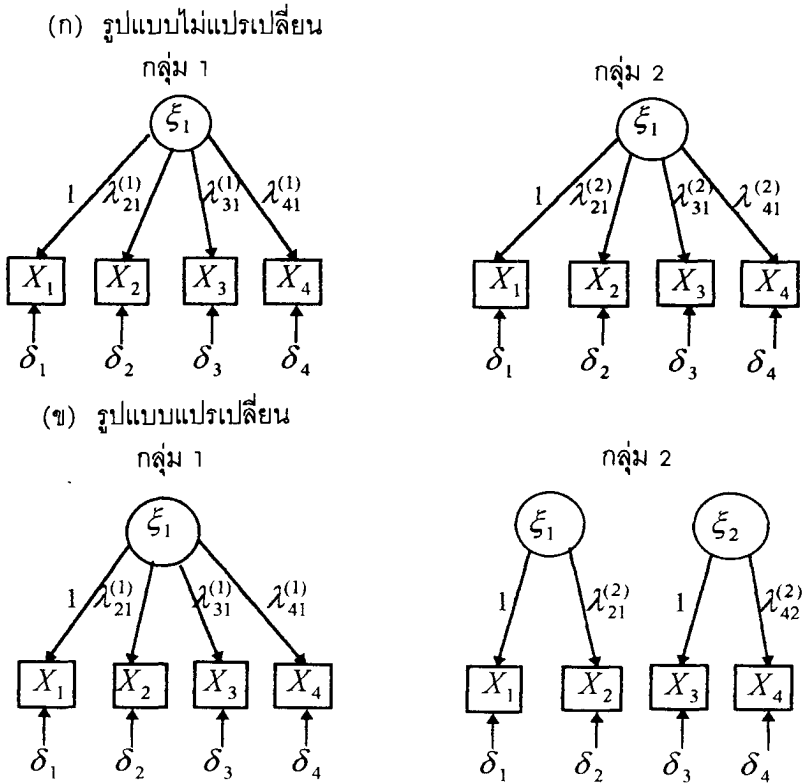 (ก) รูปแบบไม่แปรเปลี่ยน
กลุ่ม 1 กลุ่ม 2
ξ₁ ξ₁
1 λ₂₁⁽¹⁾ λ₃₁⁽¹⁾ λ₄₁⁽¹⁾ 1 λ₂₁⁽²⁾ λ₃₁⁽²⁾ λ₄₁⁽²⁾
X₁ X₂ X₃ X₄ X₁ X₂ X₃ X₄
δ₁ δ₂ δ₃ δ₄ δ₁ δ₂ δ₃ δ₄
(ข) รูปแบบแปรเปลี่ยน
กลุ่ม 1 กลุ่ม 2
ξ₁ ξ₁ ξ₂
1 λ₂₁⁽¹⁾ λ₃₁⁽¹⁾ λ₄₁⁽¹⁾ 1 λ₂₁⁽²⁾ 1 λ₄₂⁽²⁾
X₁ X₂ X₃ X₄ X₁ X₂ X₃ X₄
δ₁ δ₂ δ₃ δ₄ δ₁ δ₂ δ₃ δ₄